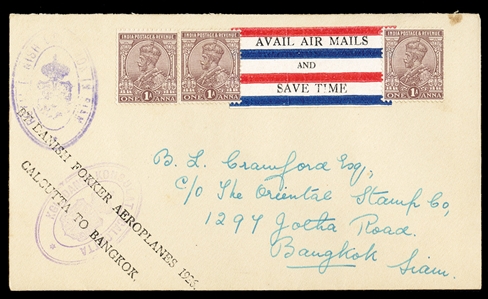 INDIA POSTAGE & REVENUE
ONE 1A ANNA
INDIA POSTAGE & REVENUE
ONE 1A ANNA
AVAIL AIR MAILS
AND
SAVE TIME
INDIA POSTAGE & REVENUE
ONE 1A ANNA
FOKKER AEROPLANES 1926.
CALCUTTA TO BANGKOK.
B. L. Crawford Esq.,
c/o The Oriental Stamp Co,
1297 Jotha Road.
Bangkok
Siam.